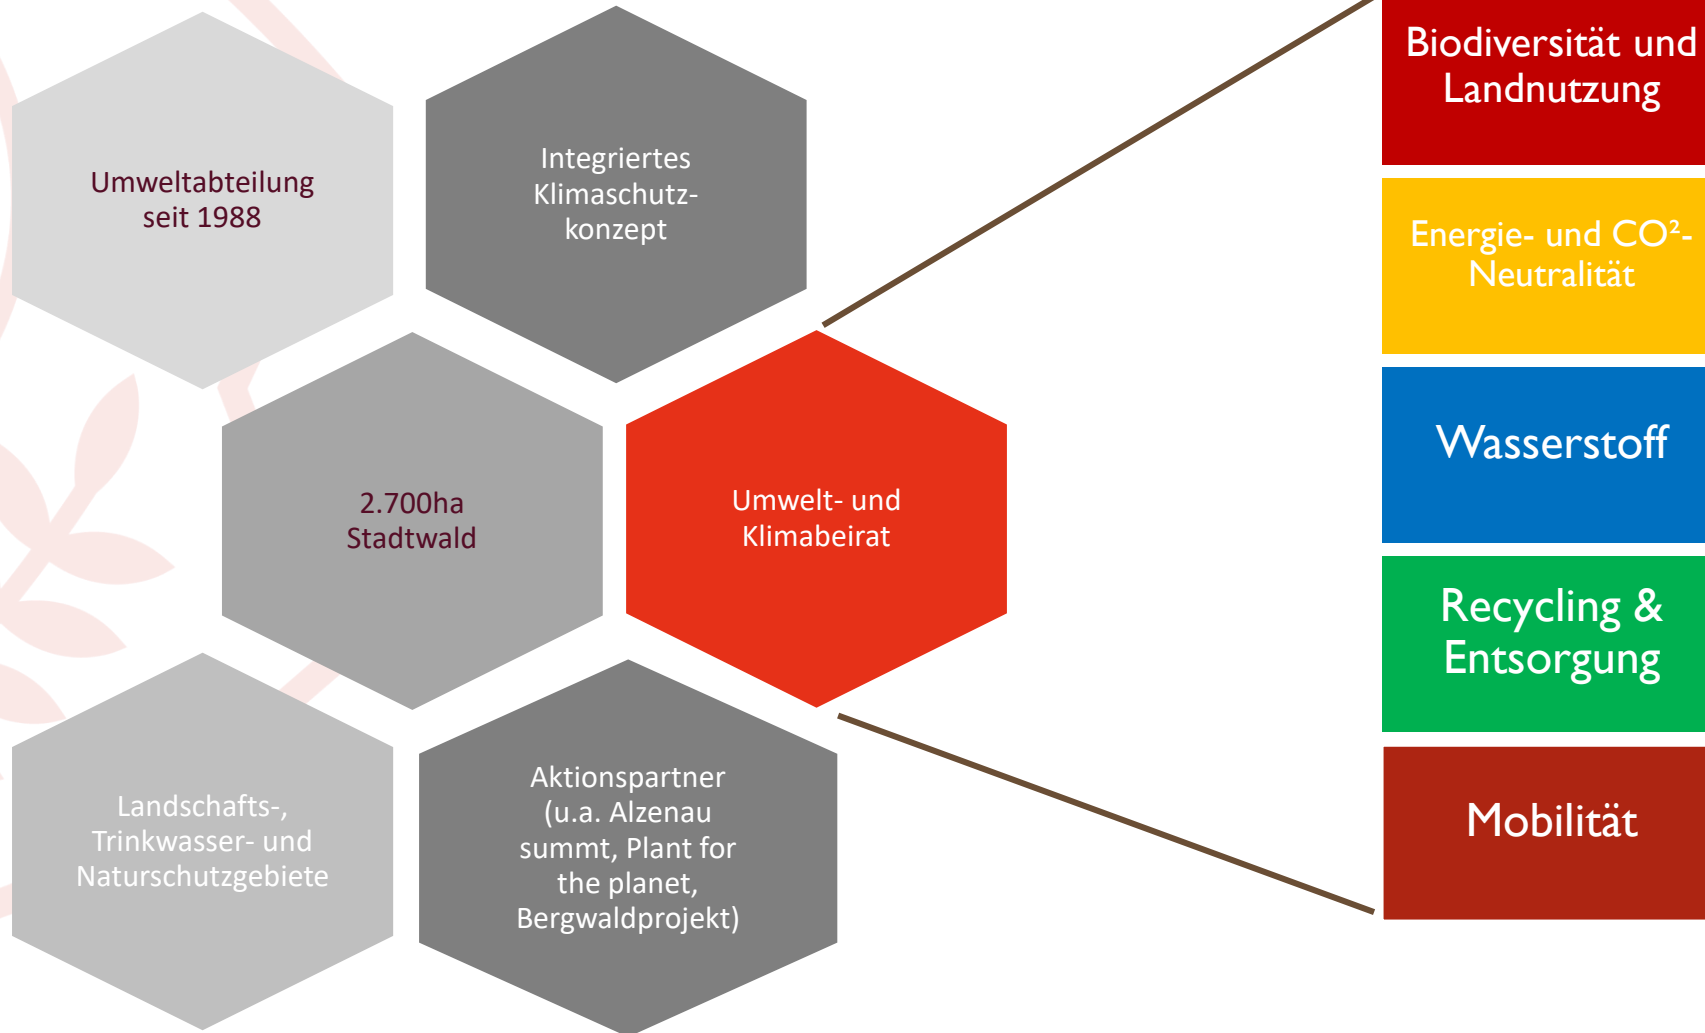 Umweltabteilung
seit 1988
Integriertes
Klimaschutz-
konzept
2.700ha
Stadtwald
Umwelt- und
Klimabeirat
Landschafts-,
Trinkwasser- und
Naturschutzgebiete
Aktionspartner
(u.a. Alzenau
summt, Plant for
the planet,
Bergwaldprojekt)
Biodiversität und
Landnutzung
Energie- und CO²-
Neutralität
Wasserstoff
Recycling &
Entsorgung
Mobilität